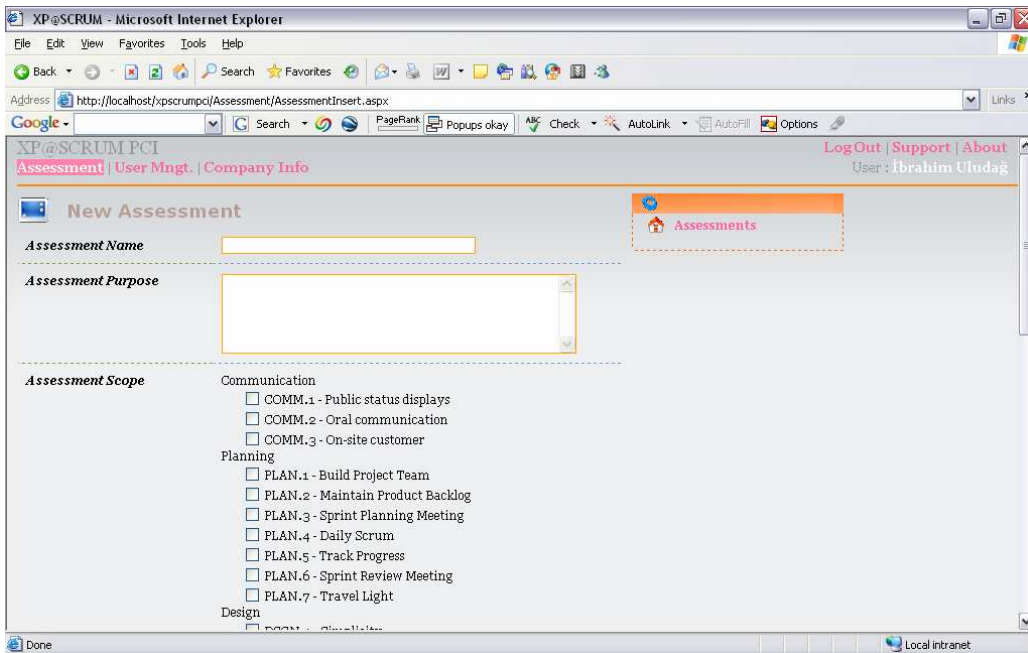 XP@SCRUM - Microsoft Internet Explorer
File Edit View Favorites Tools Help
Back Search Favorites
Address http://localhost/xpscrumpci/Assessment/AssessmentInsert.aspx Links
Google Search PageRank Popups okay ABC Check AutoLink AutoFill Options
XP@SCRUM PCI LogOut | Support | About
Assessment | User Mngt. | Company Info User : İbrahim Uludağ
New Assessment
Assessments
Assessment Name
Assessment Purpose
Assessment Scope Communication
COMM.1 - Public status displays
COMM.2 - Oral communication
COMM.3 - On-site customer
Planning
PLAN.1 - Build Project Team
PLAN.2 - Maintain Product Backlog
PLAN.3 - Sprint Planning Meeting
PLAN.4 - Daily Scrum
PLAN.5 - Track Progress
PLAN.6 - Sprint Review Meeting
PLAN.7 - Travel Light
Design
Done Local intranet